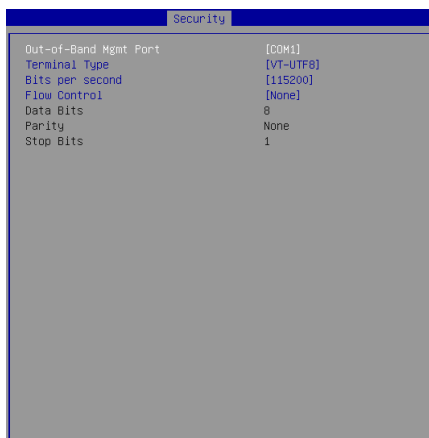 Security
Out-of-Band Mgmt Port [COM1]
Terminal Type [VT-UTF8]
Bits per second [115200]
Flow Control [None]
Data Bits 8
Parity None
Stop Bits 1